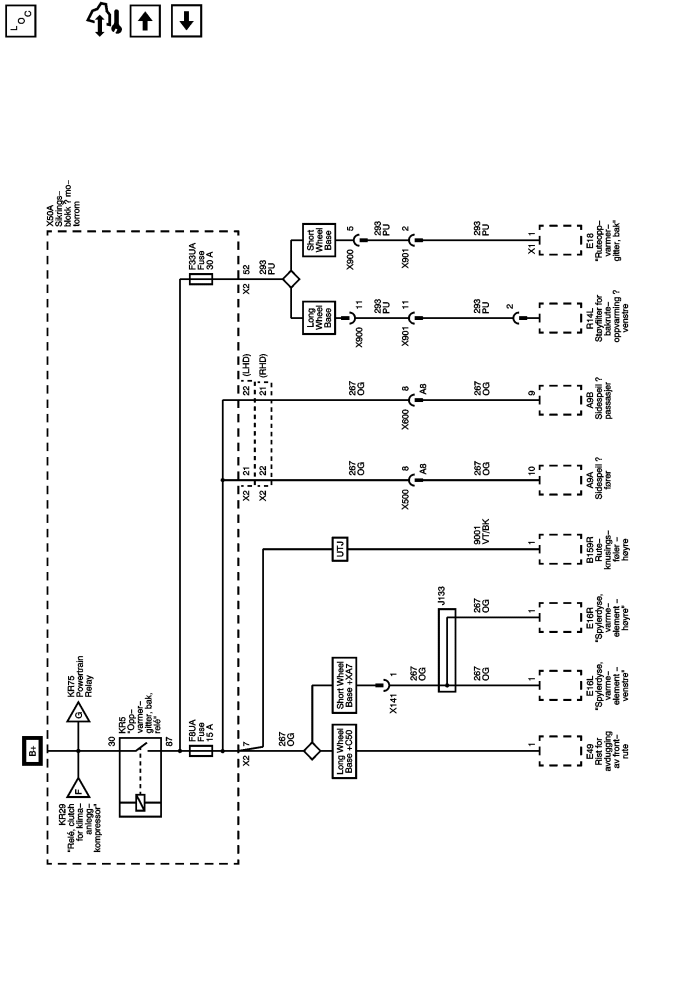 LOC
X50A
Sikrings–
blokk ? mo–
torrom
B+
KR75
Powertrain
Relay
G
F
KR29
"Relé, clutch
for klima–
anlegg–
kompressor"
30
KR5
"Opp–
varmer–
gitter, bak,
relé"
87
F33UA
Fuse
30 A
F8UA
Fuse
15 A
52
X2
293
PU
Short
Wheel
Base
5
X900
293
PU
2
X901
293
PU
1
X1
E18
"Ruteopp–
varmer–
gitter, bak"
Long
Wheel
Base
11
X900
293
PU
11
X901
293
PU
2
R14L
Støyfilter for
bakrute–
oppvarming ?
venstre
22 (LHD)
21 (RHD)
267
OG
8
X600
A8
267
OG
9
A9B
Sidespeil ?
passasjer
21
X2
22
X2
267
OG
8
X500
A8
267
OG
10
A9A
Sidespeil ?
fører
UTJ
9001
VT/BK
1
B159R
Rute–
knusings–
føler –
høyre
J133
267
OG
1
E16R
"Spylerdyse,
varme–
element –
høyre"
Short Wheel
Base +XA7
1
X141
267
OG
267
OG
1
E16L
"Spylerdyse,
varme–
element –
venstre"
7
X2
267
OG
Long Wheel
Base +C50
1
E49
Rist for
avdugging
av front–
rute